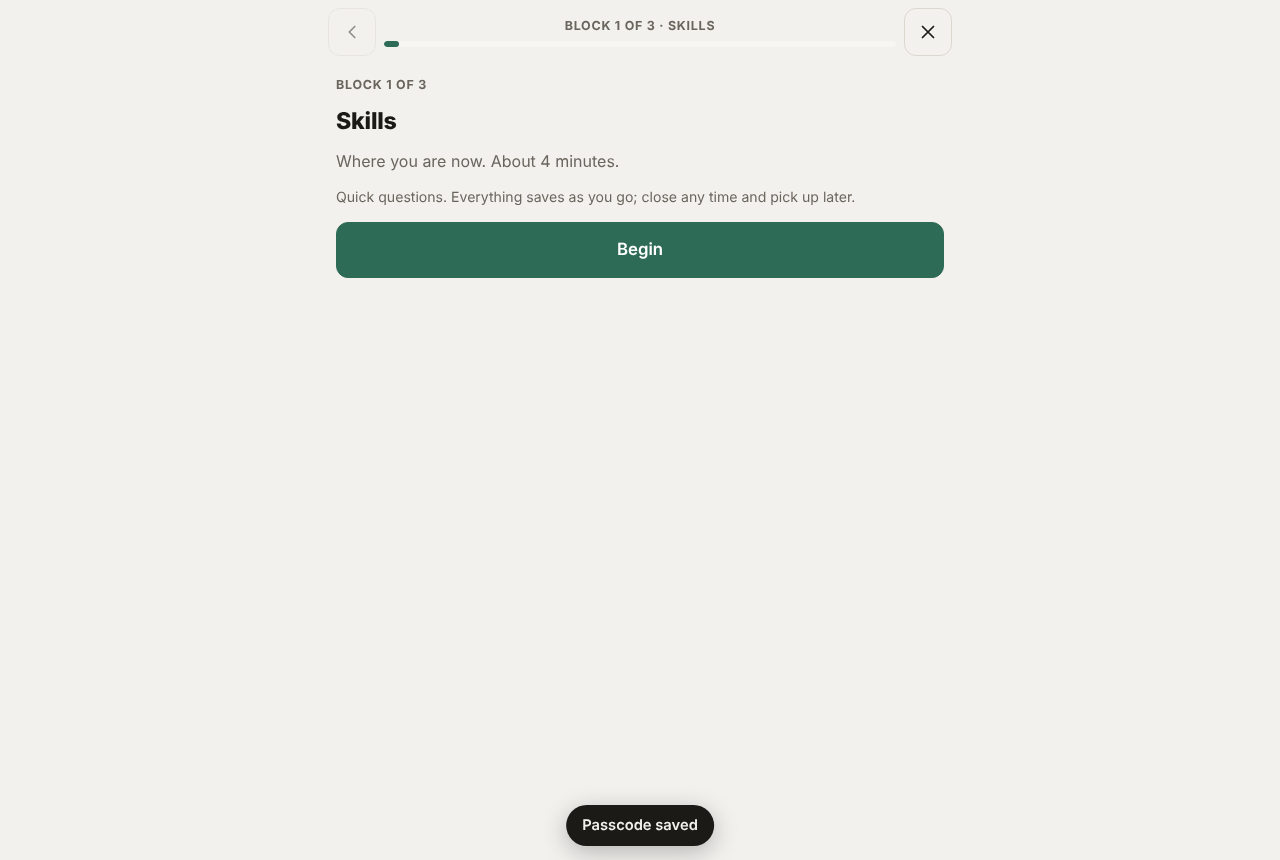 BLOCK 1 OF 3 · SKILLS
BLOCK 1 OF 3
Skills
Where you are now. About 4 minutes.
Quick questions. Everything saves as you go; close any time and pick up later.
Begin
Passcode saved